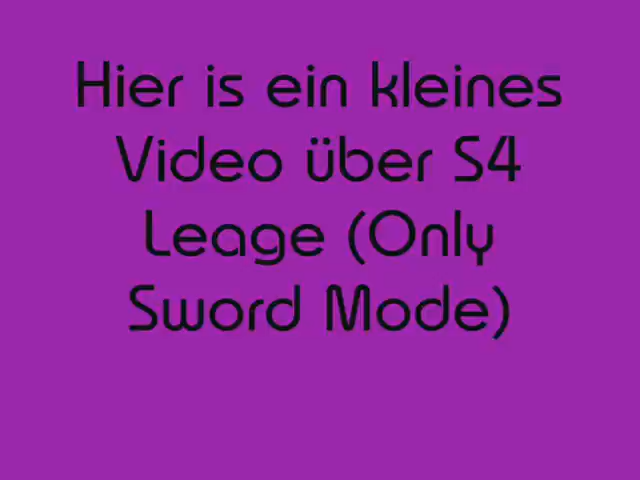 Hier is ein kleines
Video über S4
Leage (Only
Sword Mode)